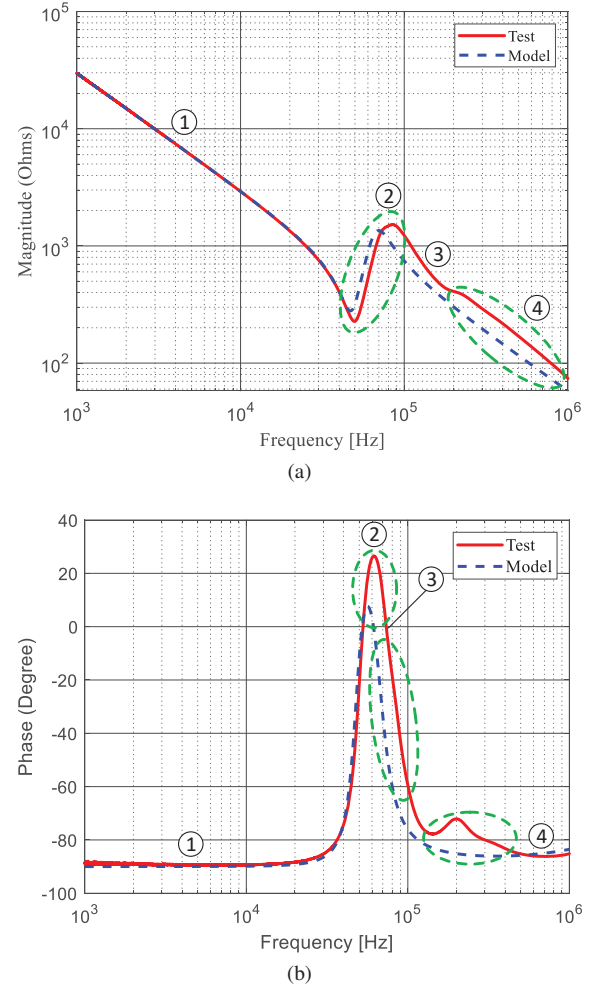 10^5
Test
Model
①
10^4
②
Magnitude (Ohms)
10^3
③
④
10^2
10^3 10^4 10^5 10^6
Frequency [Hz]
(a)
40
②
Test
Model
20
③
0
Phase (Degree)
-20
-40
-60
①
④
-80
-100
10^3 10^4 10^5 10^6
Frequency [Hz]
(b)